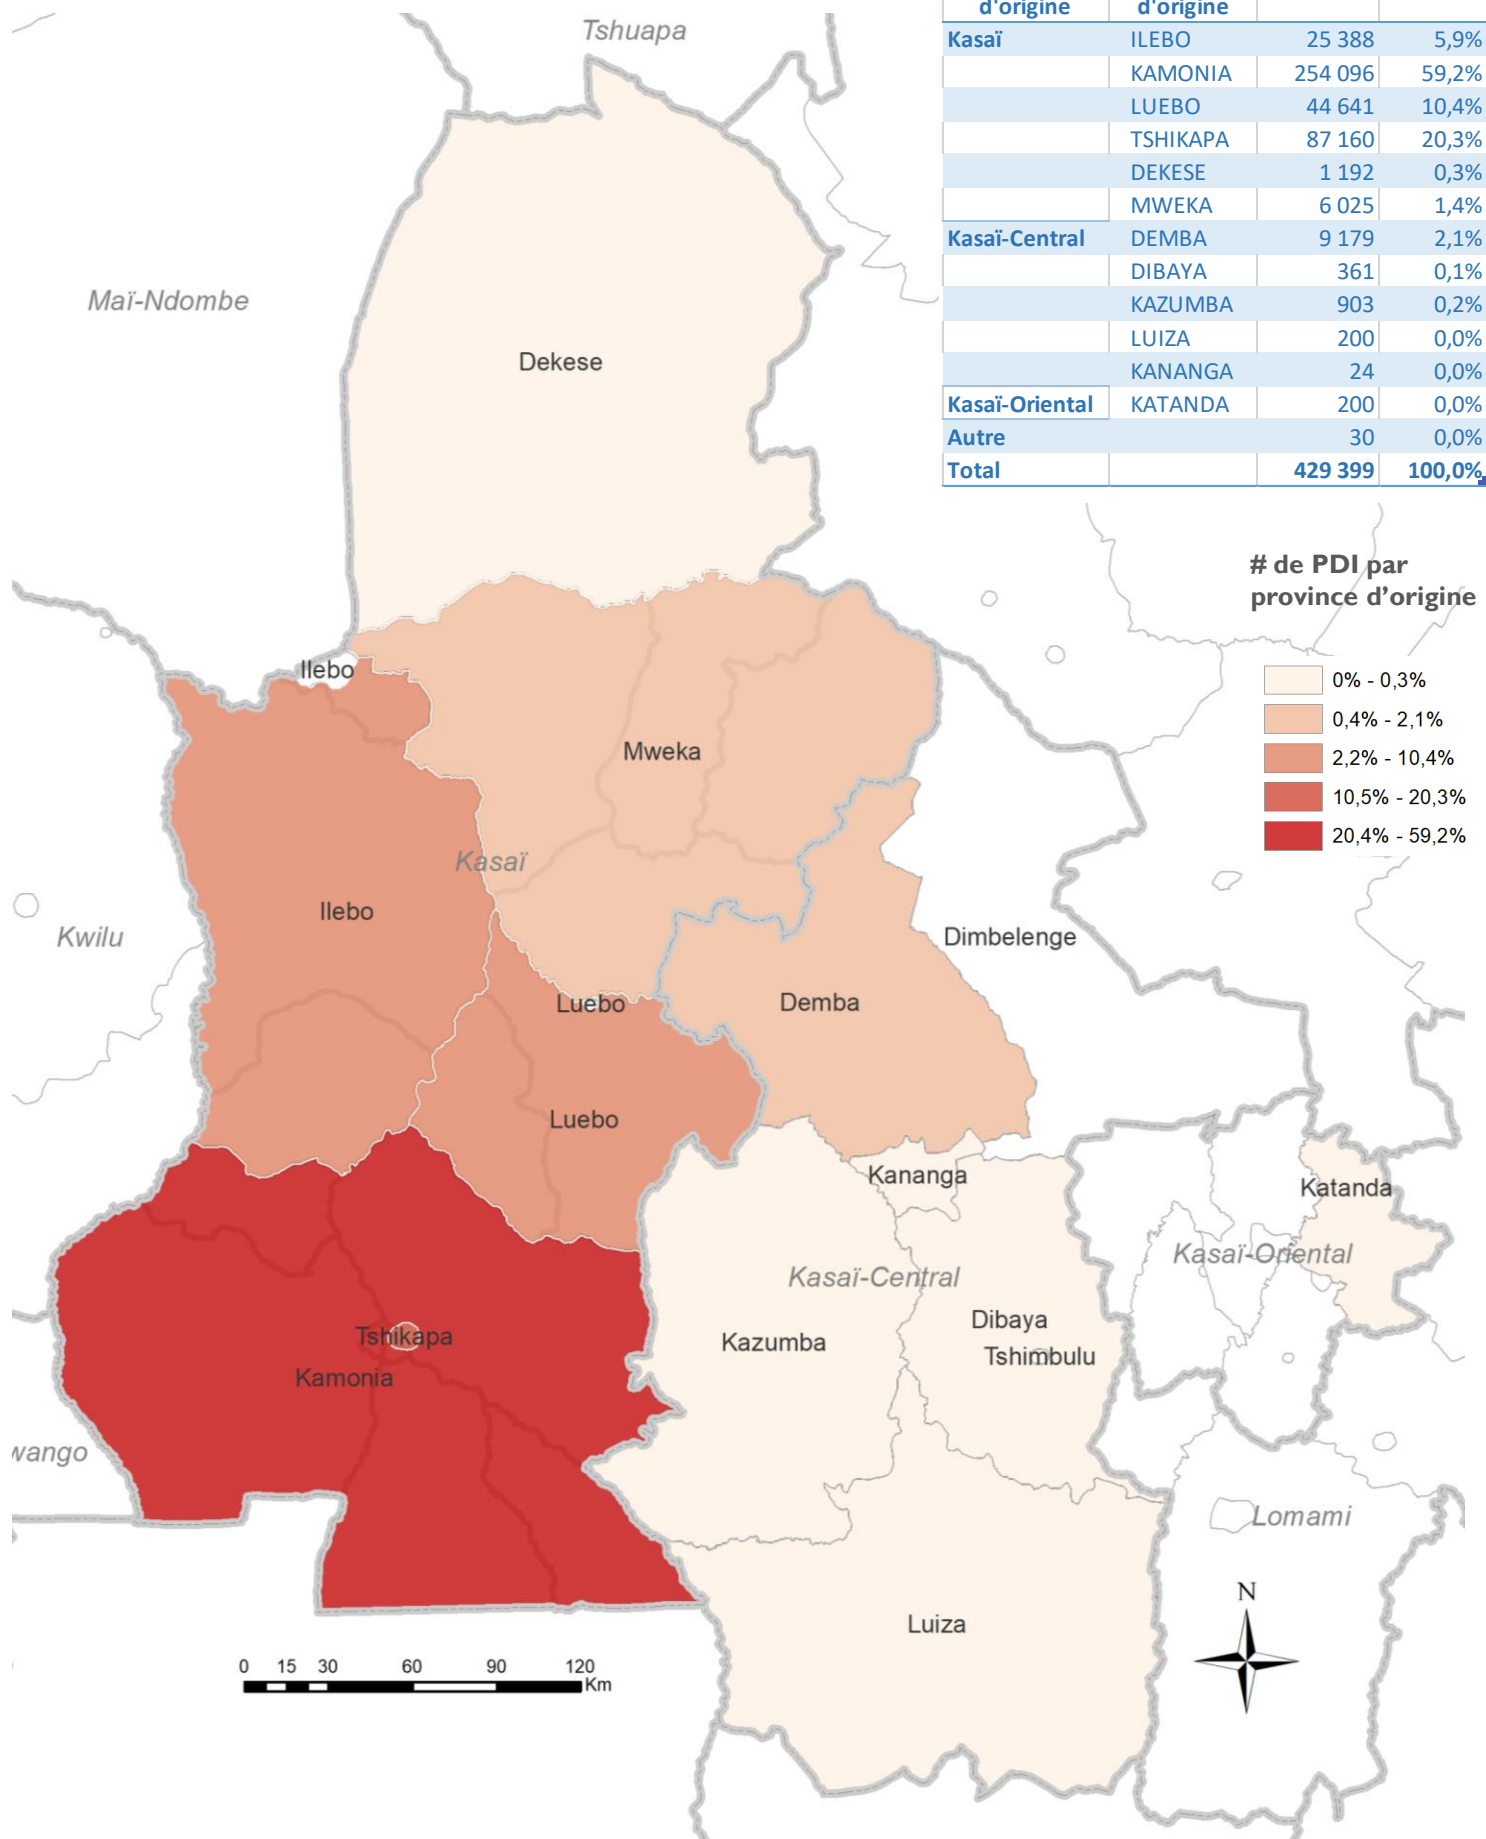 d'origine d'origine
Kasaï ILEBO 25 388 5,9%
KAMONIA 254 096 59,2%
LUEBO 44 641 10,4%
TSHIKAPA 87 160 20,3%
DEKESE 1 192 0,3%
MWEKA 6 025 1,4%
Kasaï-Central DEMBA 9 179 2,1%
DIBAYA 361 0,1%
KAZUMBA 903 0,2%
LUIZA 200 0,0%
KANANGA 24 0,0%
Kasaï-Oriental KATANDA 200 0,0%
Autre 30 0,0%
Total 429 399 100,0%
# de PDI par
province d'origine
0% - 0,3%
0,4% - 2,1%
2,2% - 10,4%
10,5% - 20,3%
20,4% - 59,2%
Tshuapa
Maï-Ndombe
Dekese
Ilebo
Mweka
Kasaï
Ilebo
Kwilu
Dimbelenge
Luebo
Demba
Luebo
Kananga
Katanda
Kasaï-Oriental
Kasaï-Central
Dibaya
Tshikapa
Kazumba
Tshimbulu
Kamonia
wango
Lomami
N
Luiza
0 15 30 60 90 120
Km